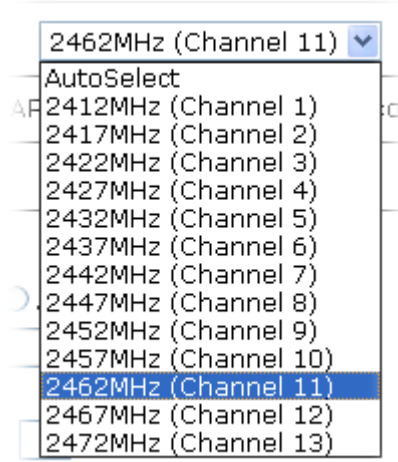 2462MHz (Channel 11)
AutoSelect
2412MHz (Channel 1)
2417MHz (Channel 2)
2422MHz (Channel 3)
2427MHz (Channel 4)
2432MHz (Channel 5)
2437MHz (Channel 6)
2442MHz (Channel 7)
2447MHz (Channel 8)
2452MHz (Channel 9)
2457MHz (Channel 10)
2462MHz (Channel 11)
2467MHz (Channel 12)
2472MHz (Channel 13)